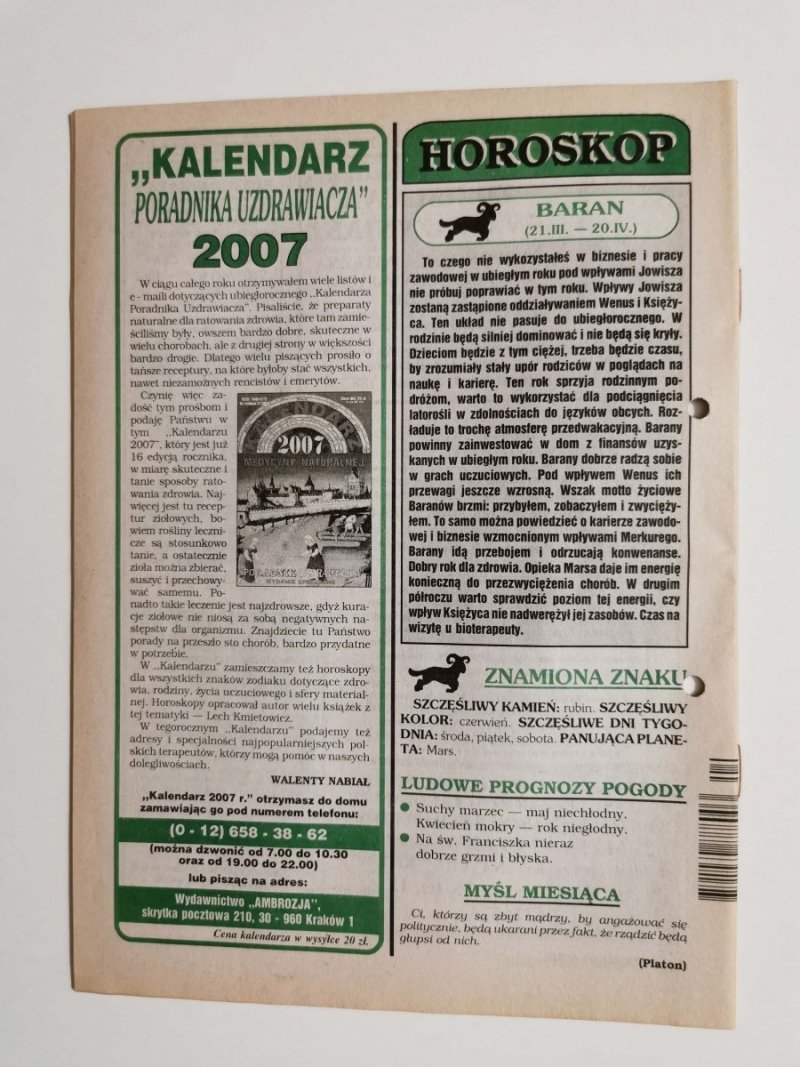 „KALENDARZ
PORADNIKA UZDRAWIACZA”
2007
W ciągu całego roku otrzymywałem wiele listów i
e - maili dotyczących ubiegłorocznego „Kalendarza
Poradnika Uzdrawiacza”. Pisaliście, że preparaty
naturalne dla ratowania zdrowia, które tam zamie-
ściliśmy były, owszem bardzo dobre, skuteczne w
wielu chorobach, ale z drugiej strony w większości
bardzo drogie. Dlatego wielu piszących prosiło o
tańsze receptury, na które byłoby stać wszystkich,
nawet niezamożnych rencistów i emerytów.
Czynię więc za-
dość tym prośbom i
podaję Państwu w
tym „Kalendarzu
2007”, który jest już
16 edycją rocznika,
w miarę skuteczne i
tanie sposoby rato-
wania zdrowia. Naj-
więcej jest tu recep-
tur ziołowych, bo-
wiem rośliny leczni-
cze są stosunkowo
tanie, a ostatecznie
zioła można zbierać,
suszyć i przechowy-
wać samemu. Po-
nadto takie leczenie jest najzdrowsze, gdyż kura-
cje ziołowe nie niosą za sobą negatywnych na-
stępstw dla organizmu. Znajdziecie tu Państwo
porady na przeszło sto chorób, bardzo przydatne
w potrzebie.
W „Kalendarzu” zamieszczamy też horoskopy
dla wszystkich znaków zodiaku dotyczące zdro-
wia, rodziny, życia uczuciowego i sfery material-
nej. Horoskopy opracował autor wielu książek z
tej tematyki — Lech Kmietowicz.
W tegorocznym „Kalendarzu” podajemy też
adresy i specjalności najpopularniejszych pol-
skich terapeutów, którzy mogą pomóc w naszych
dolegliwościach.
WALENTY NABIAŁ
KALENDARZ
2007
MEDYCYNY NATURALNEJ
PORADNIK UZDRAWIACZA
WYDANIE SPECJALNE
„Kalendarz 2007 r.” otrzymasz do domu
zamawiając go pod numerem telefonu:
(0 - 12) 658 - 38 - 62
(można dzwonić od 7.00 do 10.30
oraz od 19.00 do 22.00)
lub pisząc na adres:
Wydawnictwo „AMBROZJA”,
skrytka pocztowa 210, 30 - 960 Kraków 1
Cena kalendarza w wysyłce 20 zł.
HOROSKOP
BARAN
(21.III. — 20.IV.)
To czego nie wykozystałeś w biznesie i pracy
zawodowej w ubiegłym roku pod wpływami Jowisza
nie próbuj poprawiać w tym roku. Wpływy Jowisza
zostaną zastąpione oddziaływaniem Wenus i Księży-
ca. Ten układ nie pasuje do ubiegłorocznego. W
rodzinie będą silniej dominować i nie będą się kryły.
Dzieciom będzie z tym ciężej, trzeba będzie czasu,
by zrozumiały stały upór rodziców w poglądach na
naukę i karierę. Ten rok sprzyja rodzinnym po-
dróżom, warto to wykorzystać dla podciągnięcia
latorośli w zdolnościach do języków obcych. Roz-
ładuje to trochę atmosferę przedwakacyjną. Barany
powinny zainwestować w dom z finansów uzys-
kanych w ubiegłym roku. Barany dobrze radzą sobie
w grach uczuciowych. Pod wpływem Wenus ich
przewagi jeszcze wzrosną. Wszak motto życiowe
Baranów brzmi: przybyłem, zobaczyłem i zwycięży-
łem. To samo można powiedzieć o karierze zawodo-
wej i biznesie wzmocnionym wpływami Merkurego.
Barany idą przebojem i odrzucają konwenanse.
Dobry rok dla zdrowia. Opieka Marsa daje im energię
konieczną do przezwyciężenia chorób. W drugim
półroczu warto sprawdzić poziom tej energii, czy
wpływ Księżyca nie nadwerężył jej zasobów. Czas na
wizytę u bioterapeuty.
ZNAMIONA ZNAKU
SZCZĘŚLIWY KAMIEŃ: rubin. SZCZĘŚLIWY
KOLOR: czerwień. SZCZĘŚLIWE DNI TYGO-
DNIA: środa, piątek, sobota. PANUJĄCA PLANE-
TA: Mars.
LUDOWE PROGNOZY POGODY
● Suchy marzec — maj niechłodny.
Kwiecień mokry — rok niegłodny.
● Na św. Franciszka nieraz
dobrze grzmi i błyska.
MYŚL MIESIĄCA
Ci, którzy są zbyt mądrzy, by angażować się
politycznie, będą ukarani przez fakt, że rządzić będą
głupsi od nich.
(Platon)